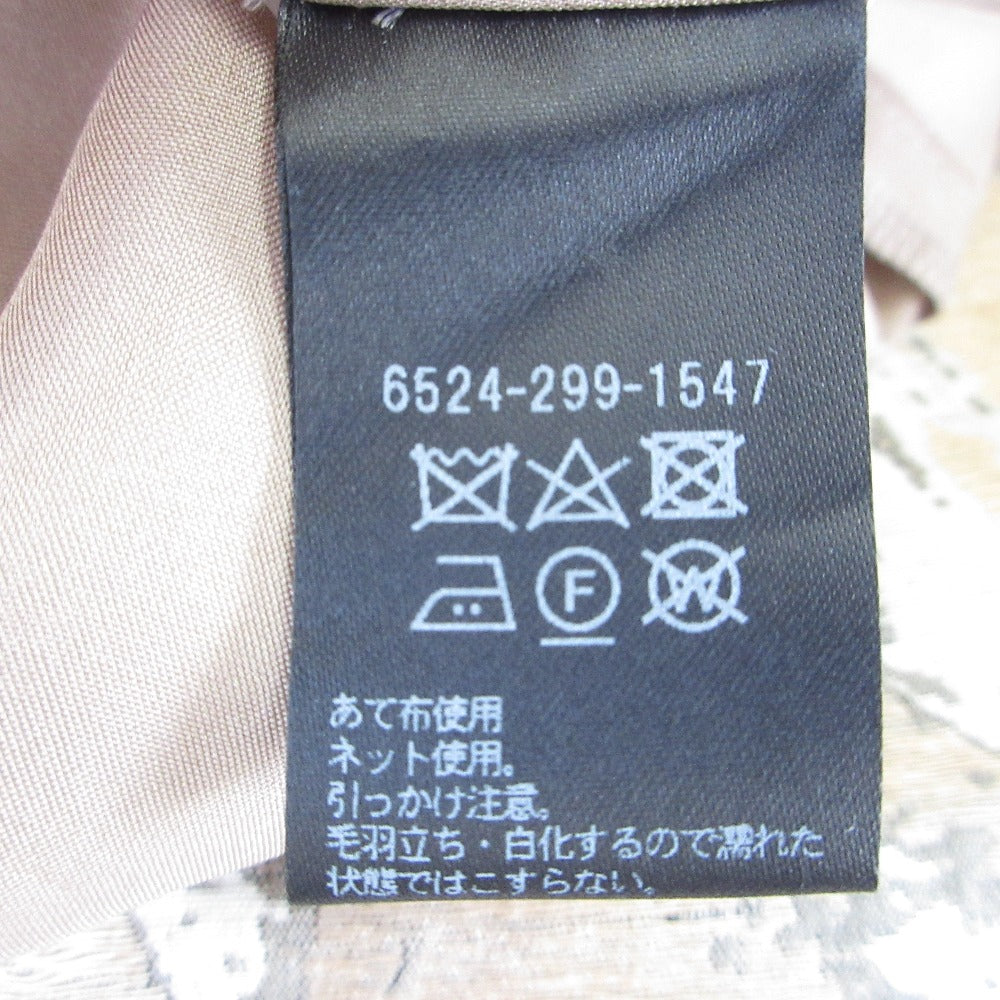 6524-299-1547
F
W
あて布使用
ネット使用。
引っかけ注意。
毛羽立ち・白化するので濡れた
状態ではこすらない。